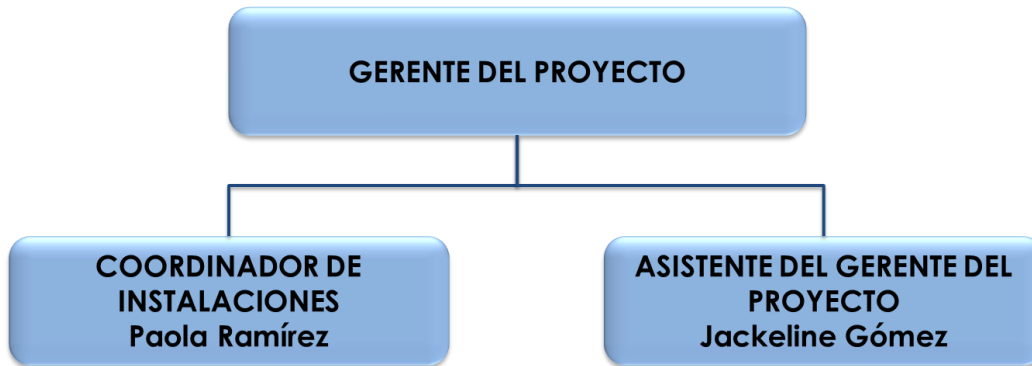 GERENTE DEL PROYECTO
COORDINADOR DE
INSTALACIONES
Paola Ramírez
ASISTENTE DEL GERENTE DEL
PROYECTO
Jackeline Gómez